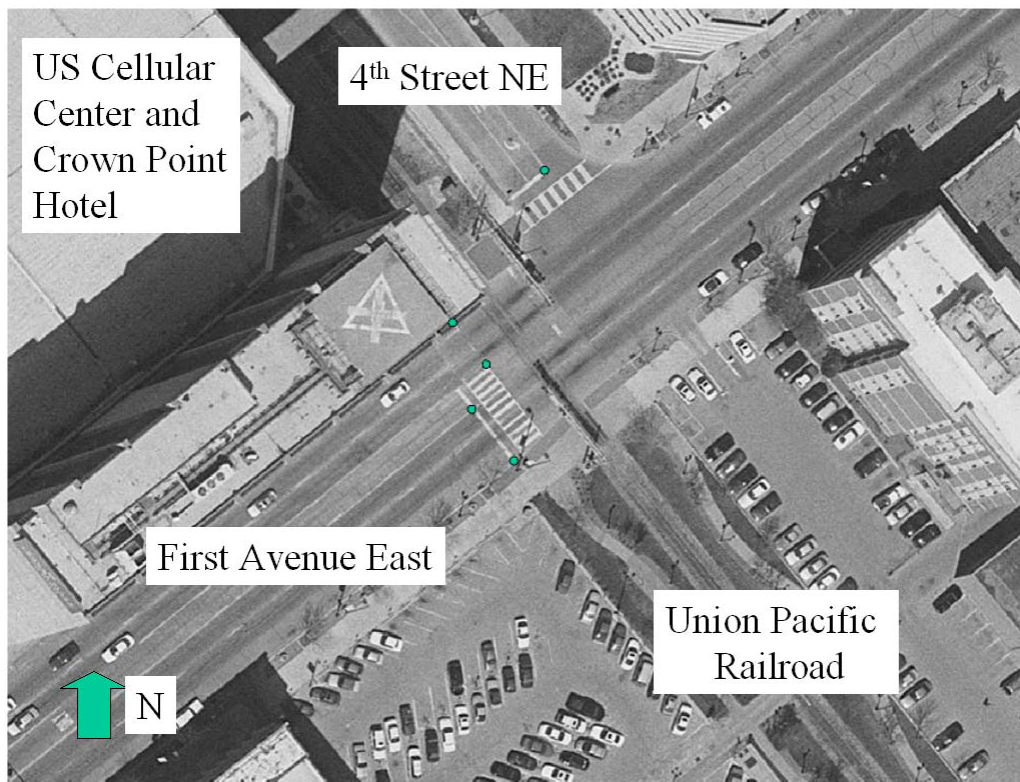 US Cellular
Center and
Crown Point
Hotel
4th Street NE
First Avenue East
Union Pacific
Railroad
N